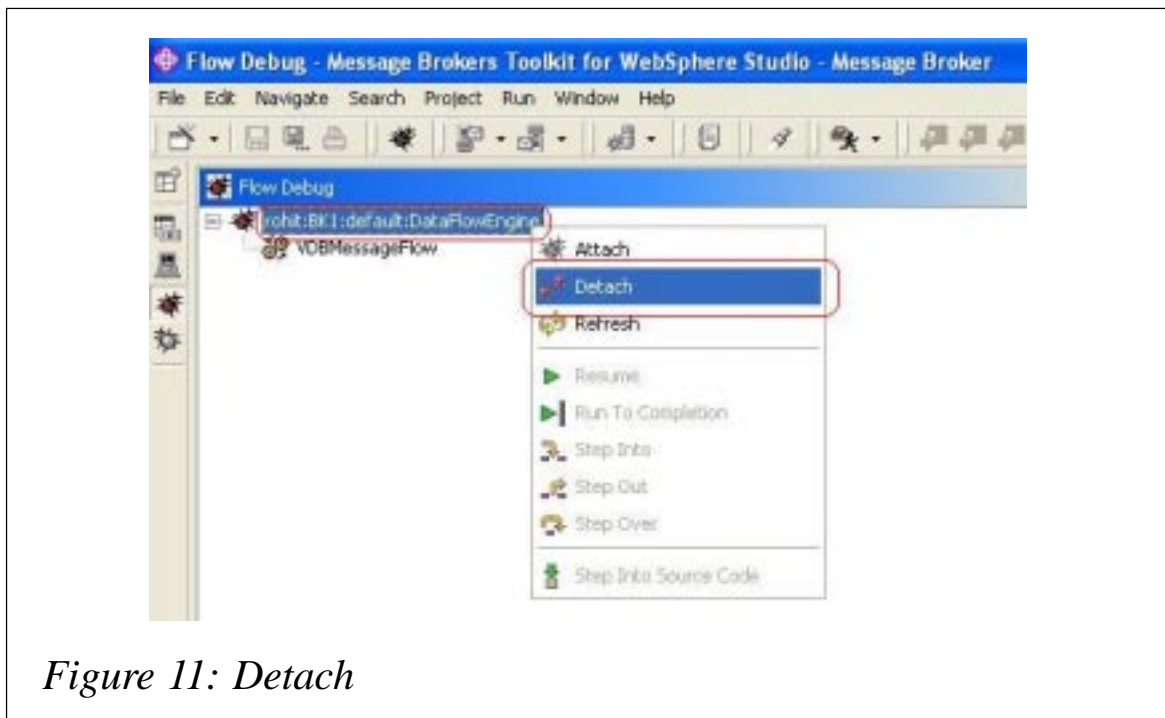 Flow Debug - Message Brokers Toolkit for WebSphere Studio - Message Broker
File Edit Navigate Search Project Run Window Help
Flow Debug
rohit:BK1:default:DataFlowEngine
VDBMessageFlow
Attach
Detach
Refresh
Resume
Run To Completion
Step Into
Step Out
Step Over
Step Into Source Code
Figure 11: Detach